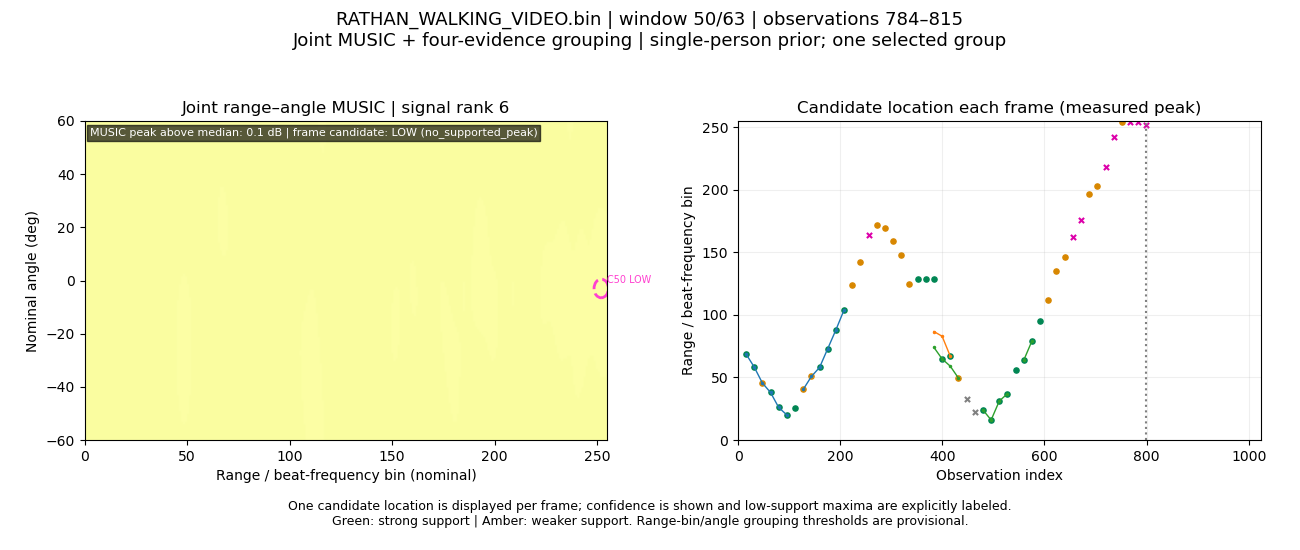 RATHAN_WALKING_VIDEO.bin | window 50/63 | observations 784–815
Joint MUSIC + four-evidence grouping | single-person prior; one selected group
Joint range–angle MUSIC | signal rank 6
MUSIC peak above median: 0.1 dB | frame candidate: LOW (no_supported_peak)
60
40
20
0
−20
−40
−60
Nominal angle (deg)
C50 LOW
0
50
100
150
200
250
Range / beat-frequency bin (nominal)
Candidate location each frame (measured peak)
250
200
150
100
50
0
Range / beat-frequency bin
0
200
400
600
800
1000
Observation index
One candidate location is displayed per frame; confidence is shown and low-support maxima are explicitly labeled.
Green: strong support | Amber: weaker support. Range-bin/angle grouping thresholds are provisional.